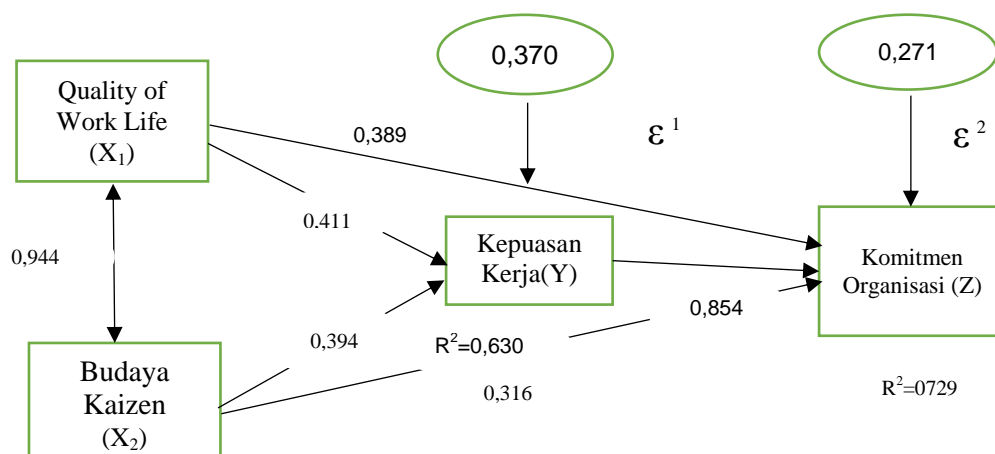 0,370
0,271
Quality of
Work Life
(X₁)
0,389
ε ¹
ε ²
0.411
0,944
Kepuasan
Kerja(Y)
Komitmen
Organisasi (Z)
0,854
0,394
R²=0,630
0,316
R²=0729
Budaya
Kaizen
(X₂)